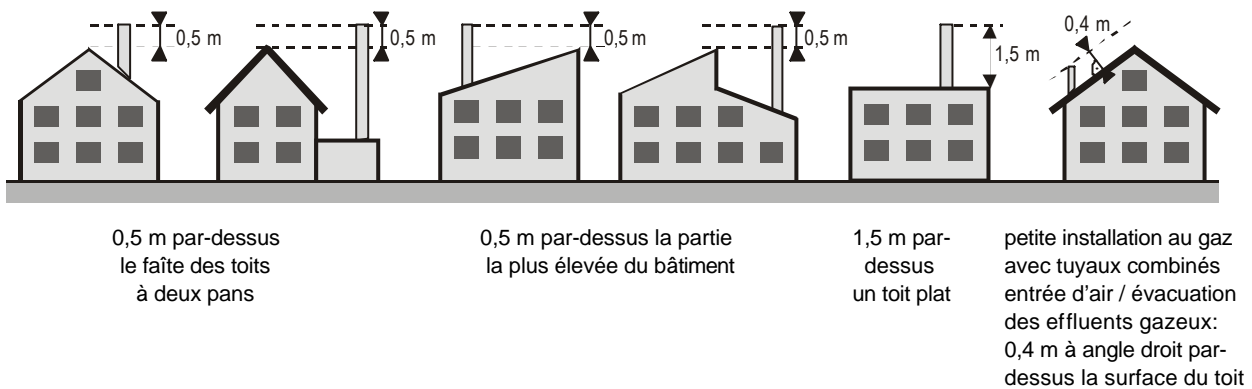 0,5 m
0,5 m
0,5 m
0,5 m
1,5 m
0,4 m
0,5 m par-dessus
le faîte des toits
à deux pans
0,5 m par-dessus la partie
la plus élevée du bâtiment
1,5 m par-
dessus
un toit plat
petite installation au gaz
avec tuyaux combinés
entrée d'air / évacuation
des effluents gazeux:
0,4 m à angle droit par-
dessus la surface du toit